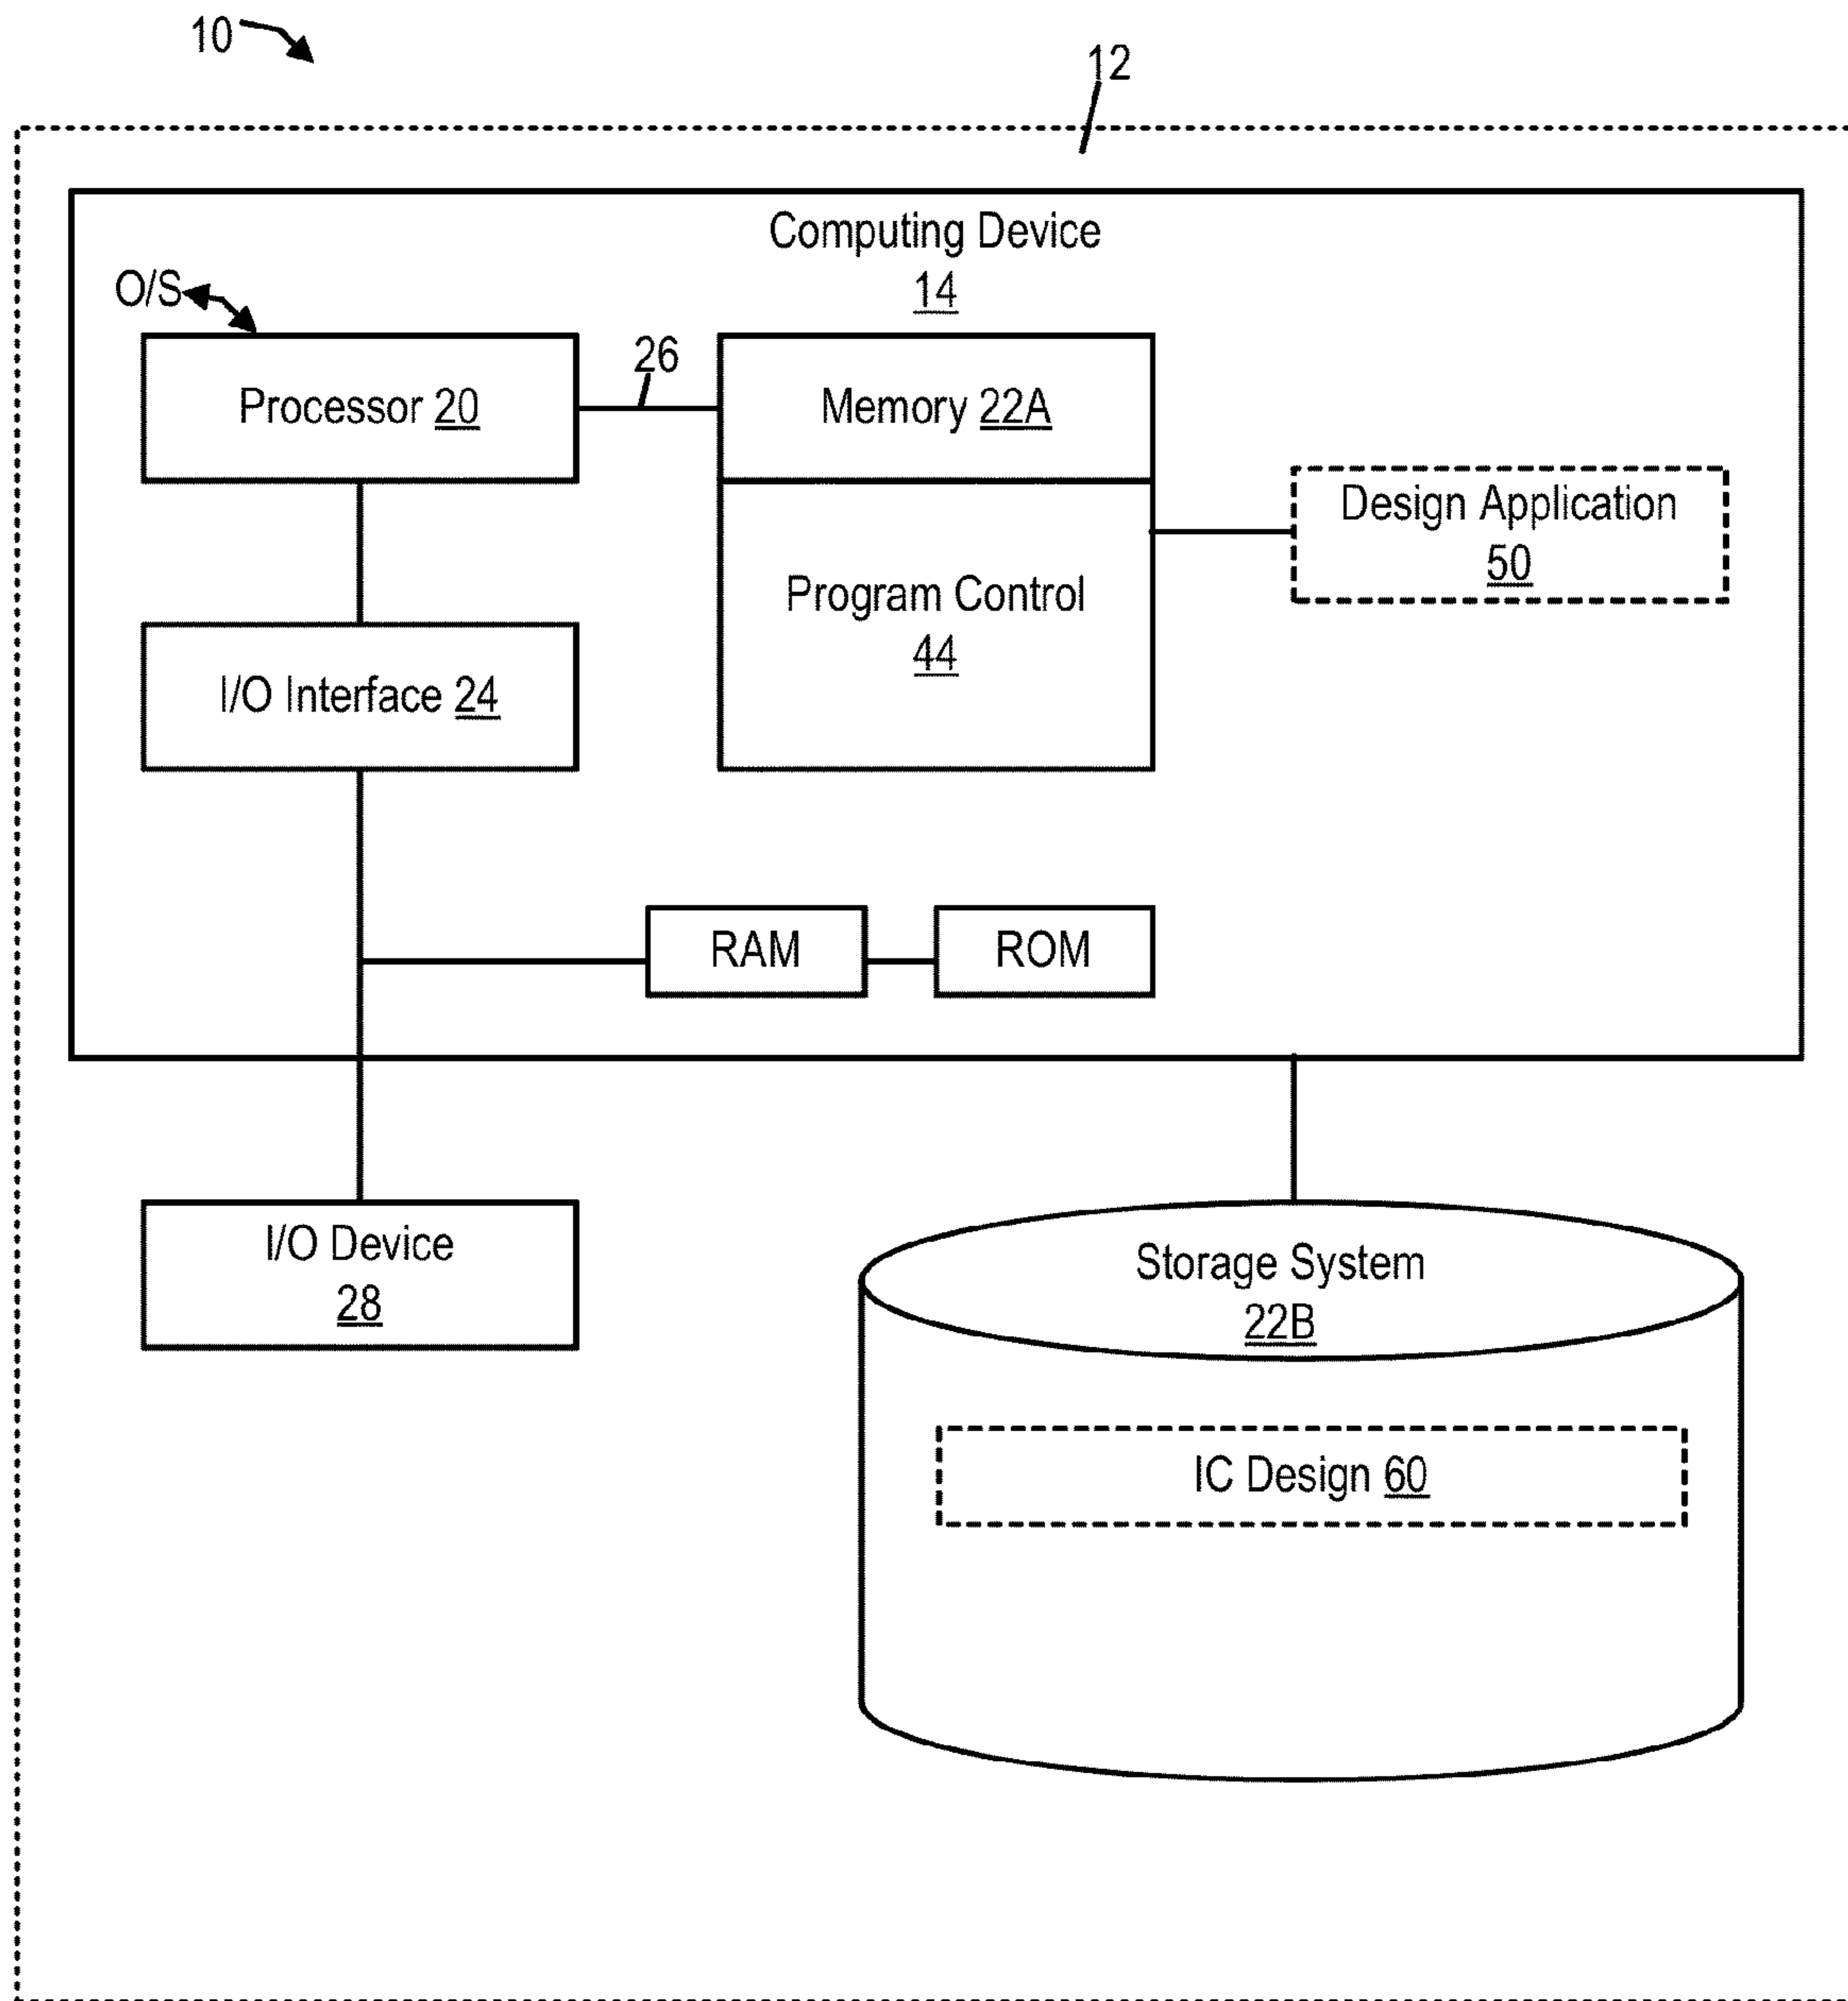 10
12
Computing Device
14
O/S
Processor 20
26
Memory 22A
Design Application
50
Program Control
44
I/O Interface 24
RAM
ROM
I/O Device
28
Storage System
22B
IC Design 60